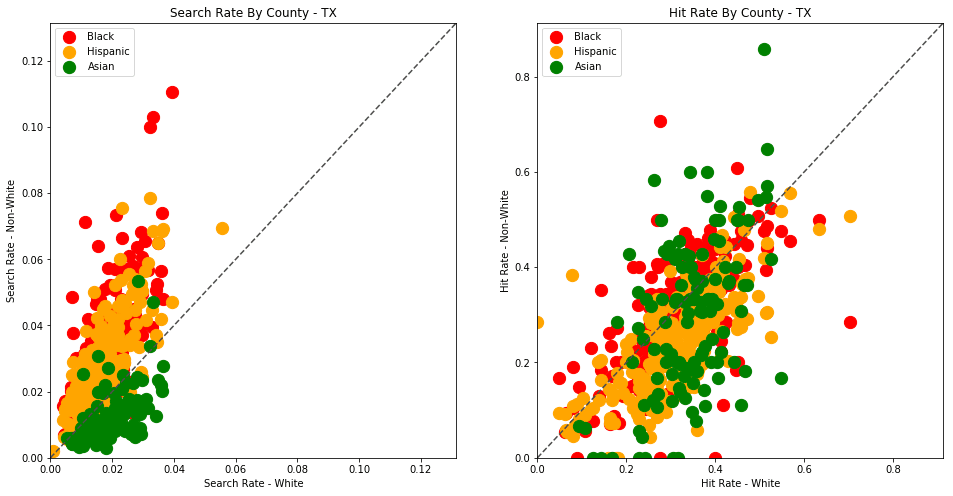 Search Rate By County - TX
Black
Hispanic
Asian
0.12
0.10
0.08
0.06
0.04
0.02
0.00
Search Rate - Non-White
0.00 0.02 0.04 0.06 0.08 0.10 0.12
Search Rate - White
Hit Rate By County - TX
Black
Hispanic
Asian
0.8
0.6
0.4
0.2
0.0
Hit Rate - Non-White
0.0 0.2 0.4 0.6 0.8
Hit Rate - White